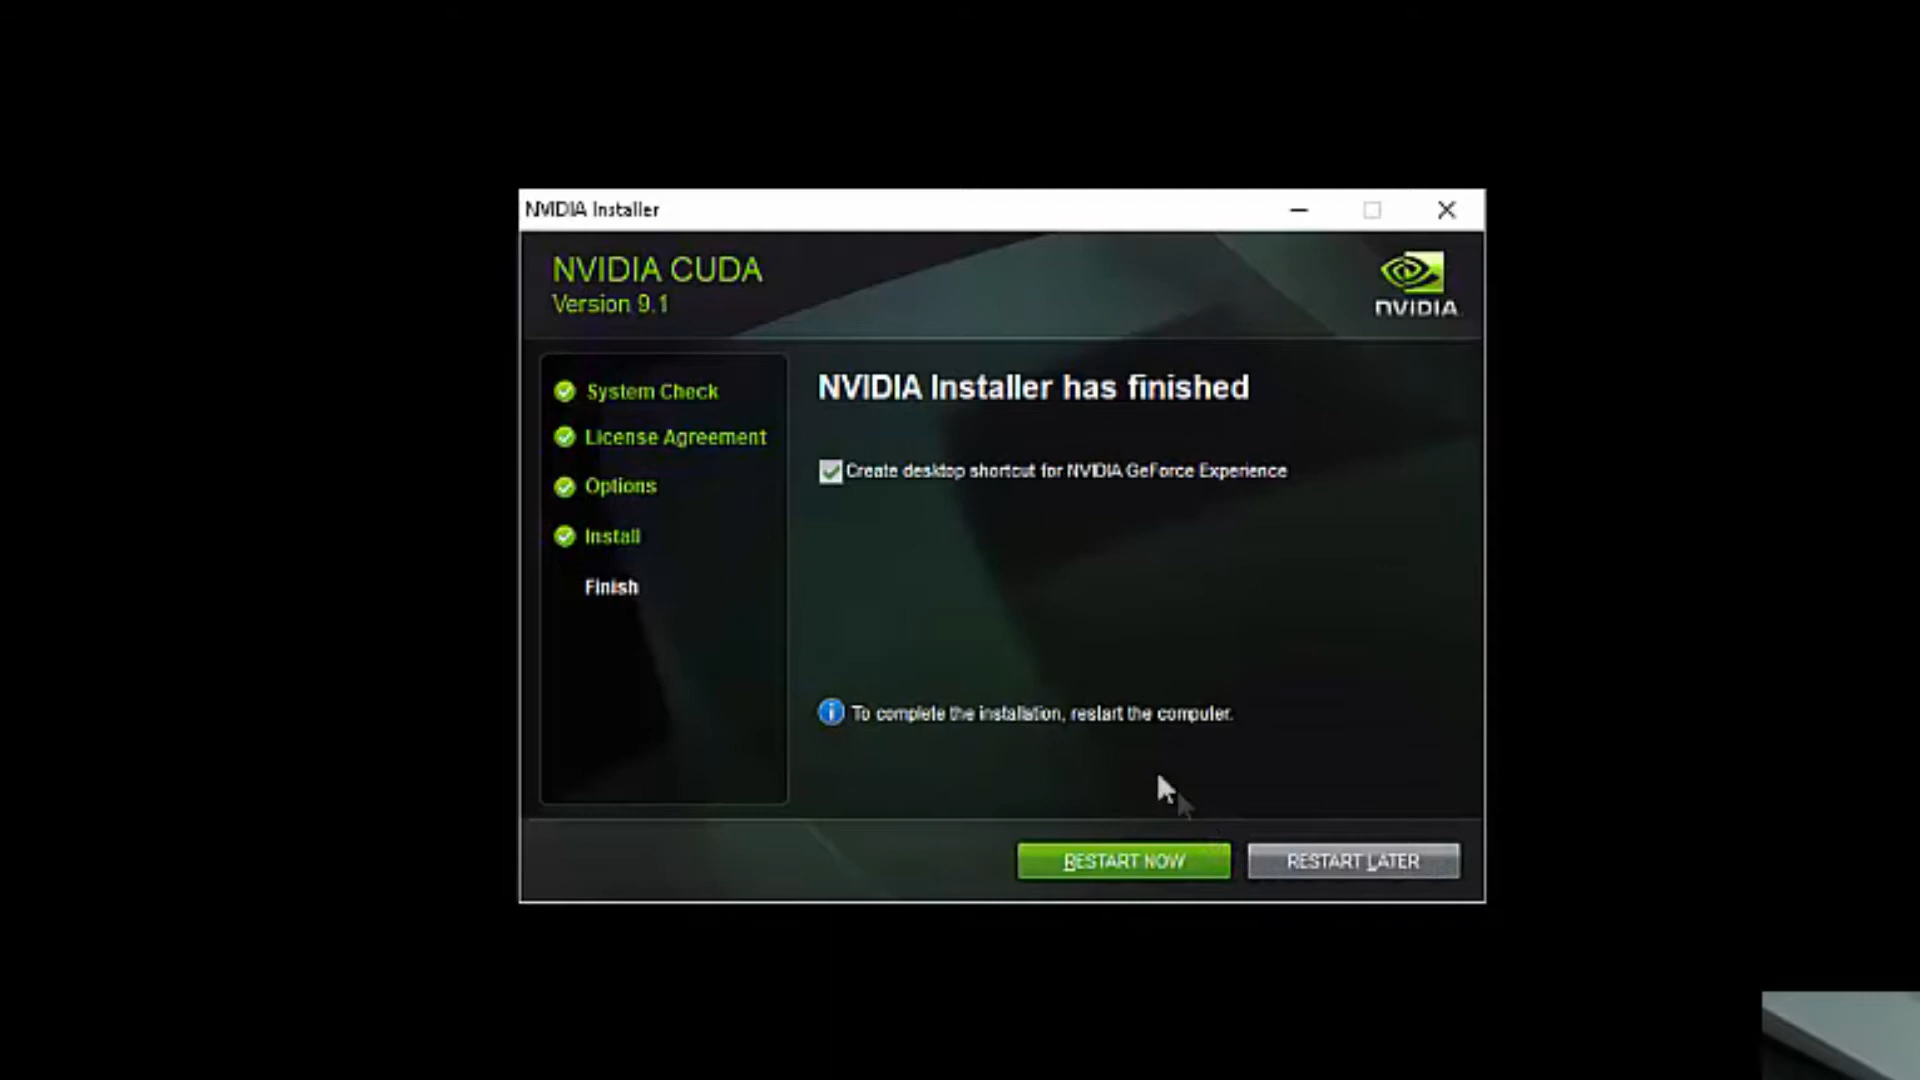 NVIDIA Installer
NVIDIA CUDA
Version 9.1
NVIDIA
System Check
License Agreement
Options
Install
Finish
NVIDIA Installer has finished
Create desktop shortcut for NVIDIA GeForce Experience
To complete the installation, restart the computer.
RESTART NOW
RESTART LATER